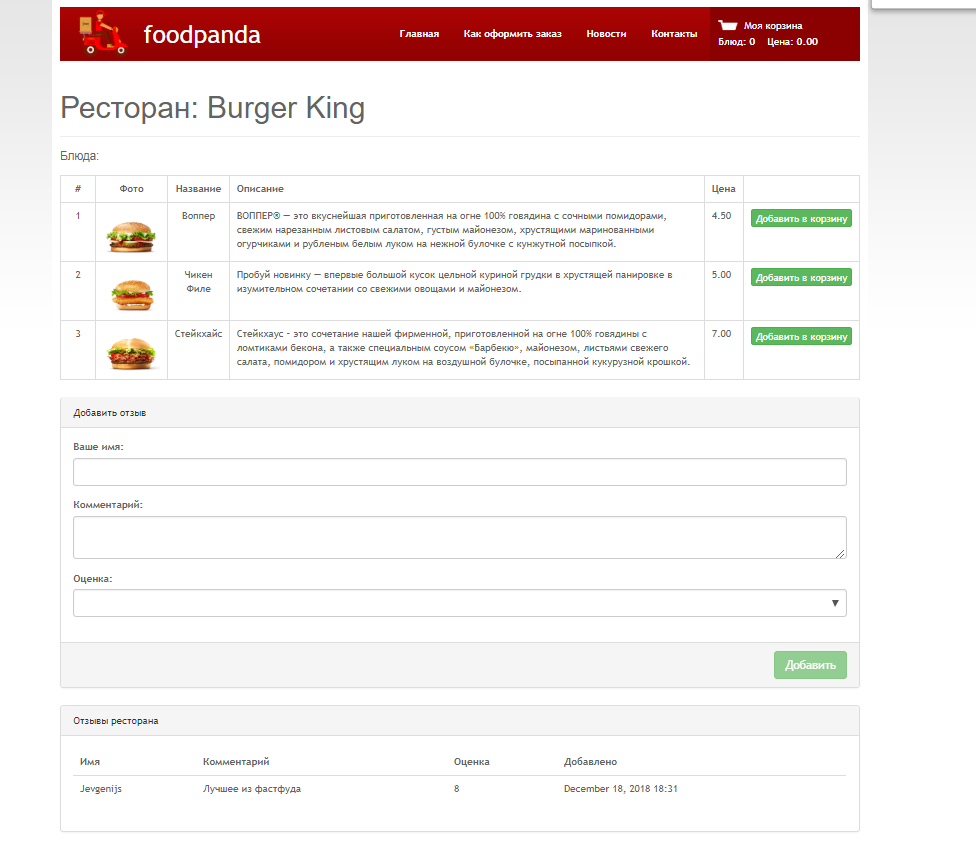 foodpanda
Главная Как оформить заказ Новости Контакты
Моя корзина
Блюд: 0 Цена: 0.00
Ресторан: Burger King
Блюда:
# Фото Название Описание Цена
1 Воппер ВОППЕР® — это вкуснейшая приготовленная на огне 100% говядина с сочными помидорами, 4.50 Добавить в корзину
свежим нарезанным листовым салатом, густым майонезом, хрустящими маринованными
огурчиками и рубленым белым луком на нежной булочке с кунжутной посыпкой.
2 Чикен Пробуй новинку — впервые большой кусок цельной куриной грудки в хрустящей панировке в 5.00 Добавить в корзину
Филе изумительном сочетании со свежими овощами и майонезом.
3 Стейкхайс Стейкхаус - это сочетание нашей фирменной, приготовленной на огне 100% говядины с 7.00 Добавить в корзину
ломтиками бекона, а также специальным соусом «Барбекю», майонезом, листьями свежего
салата, помидором и хрустящим луком на воздушной булочке, посыпанной кукурузной крошкой.
Добавить отзыв
Ваше имя:
Комментарий:
Оценка:
Добавить
Отзывы ресторана
Имя Комментарий Оценка Добавлено
Jevgenijs Лучшее из фастфуда 8 December 18, 2018 18:31